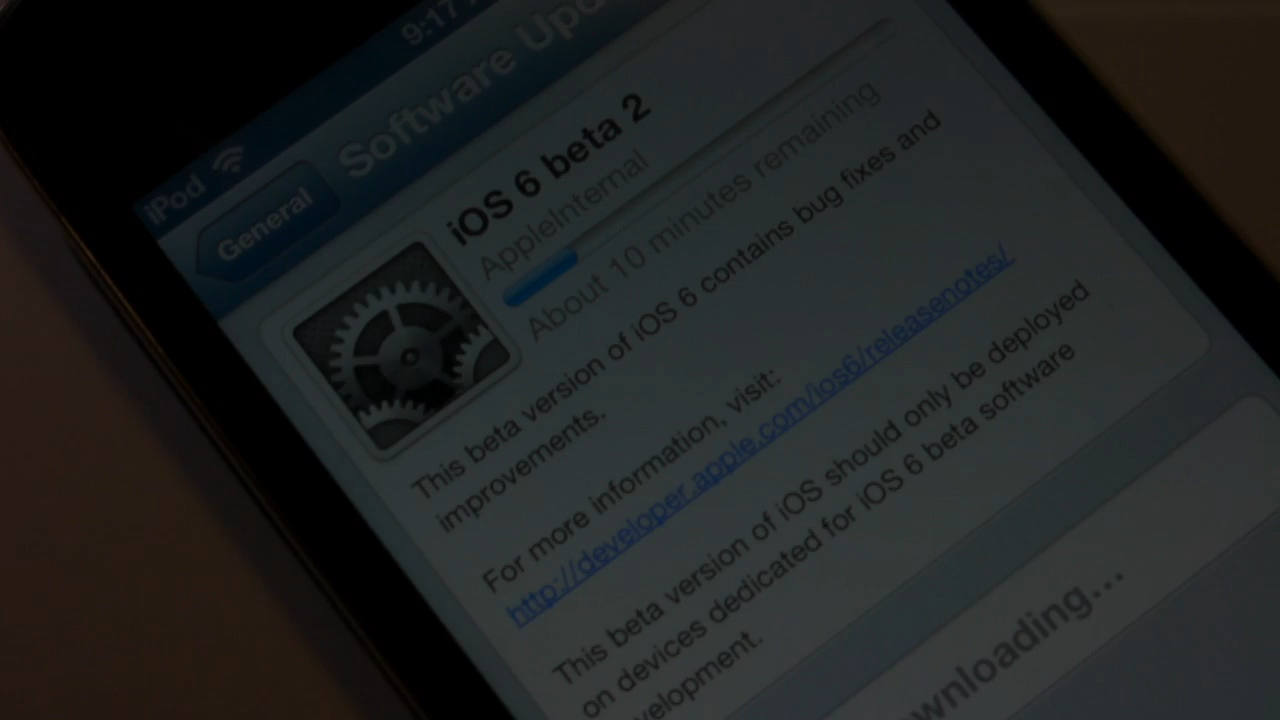 iPod 9:17
General Software Upd
iOS 6 beta 2
AppleInternal
About 10 minutes remaining
This beta version of iOS 6 contains bug fixes and
improvements.
For more information, visit:
http://developer.apple.com/ios6/releasenotes/
This beta version of iOS should only be deployed
on devices dedicated for iOS 6 beta software
velopment.
wnloading...